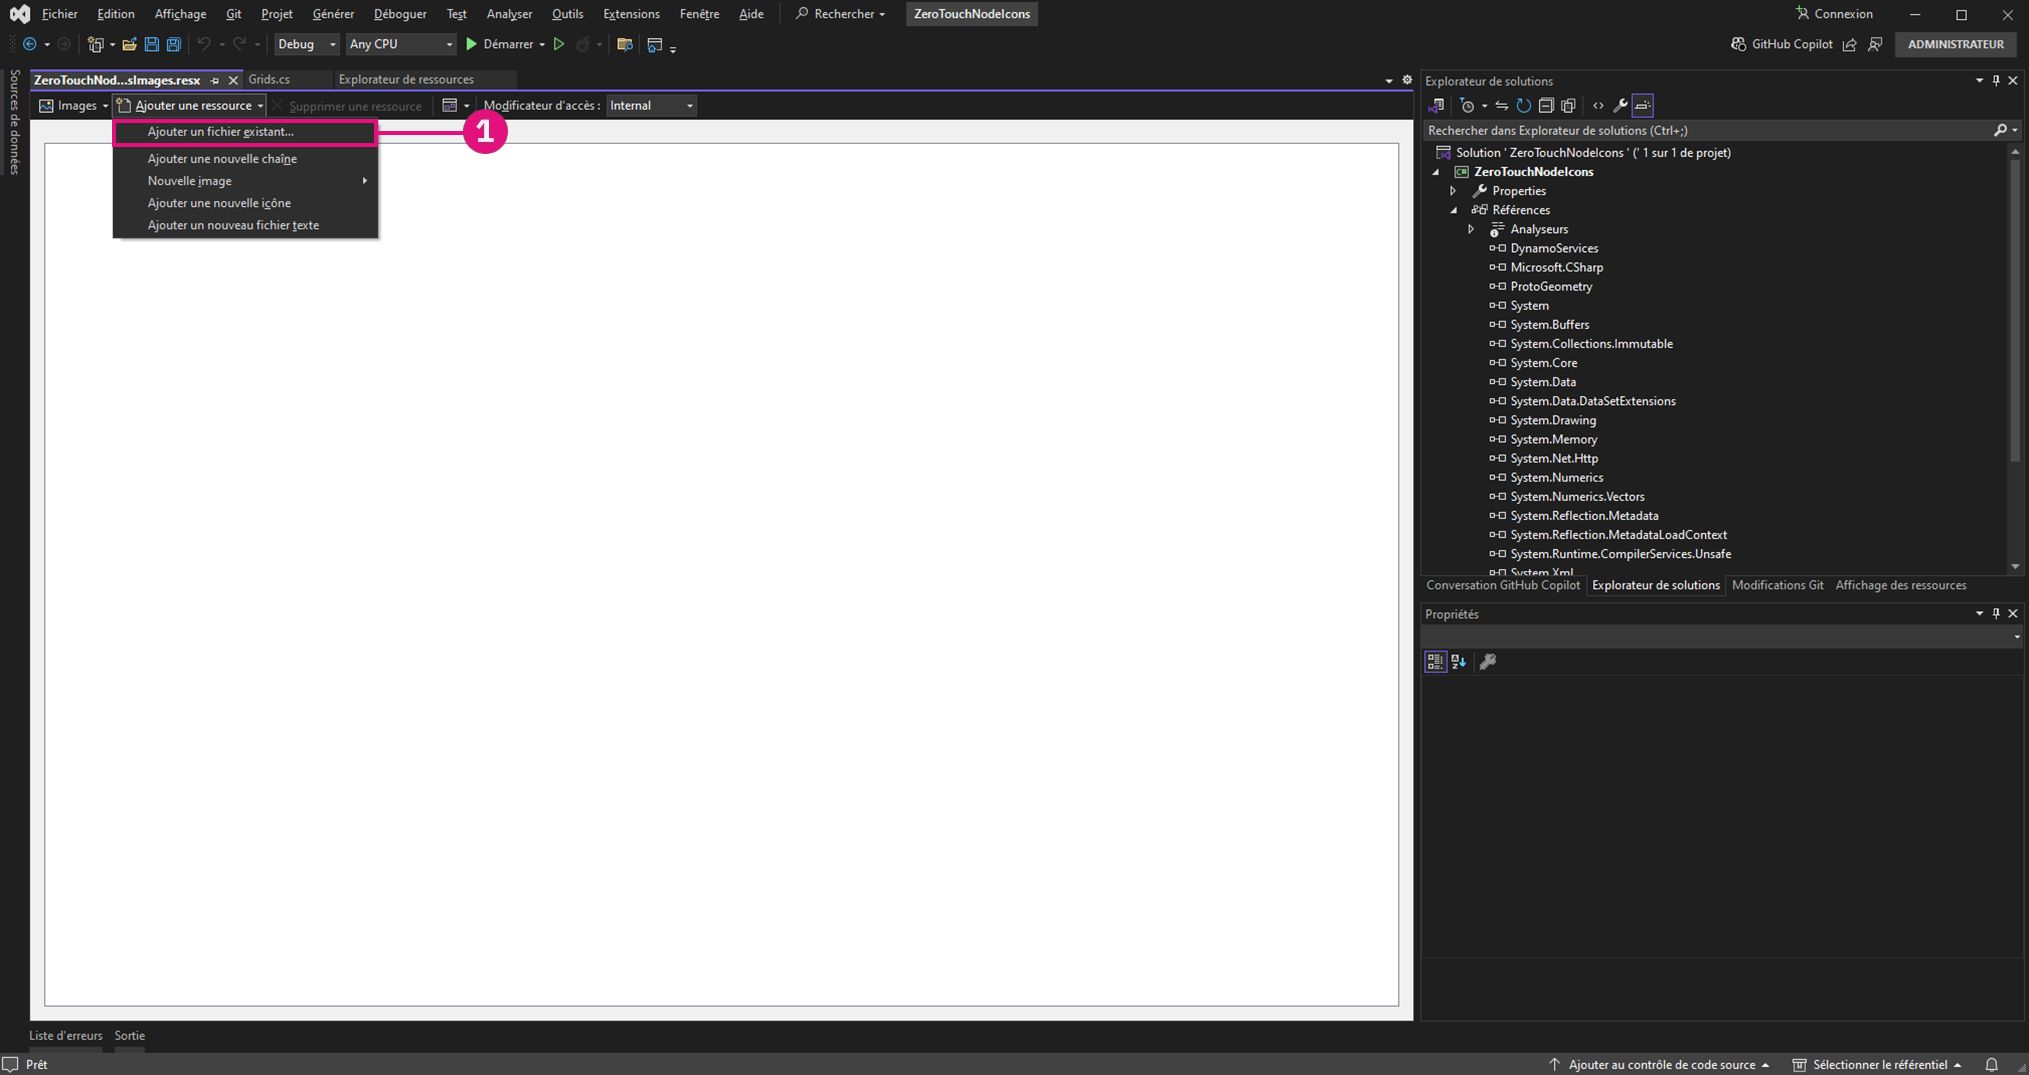 Fichier Edition Affichage Git Projet Générer Déboguer Test Analyser Outils Extensions Fenêtre Aide Rechercher ZeroTouchNodeIcons Connexion
Debug Any CPU Démarrer GitHub Copilot ADMINISTRATEUR
Sources de données
ZeroTouchNod...sImages.resx Grids.cs Explorateur de ressources
Images Ajouter une ressource Supprimer une ressource Modificateur d'accès : Internal
Ajouter un fichier existant...
1
Ajouter une nouvelle chaîne
Nouvelle image
Ajouter une nouvelle icône
Ajouter un nouveau fichier texte
Explorateur de solutions
Rechercher dans Explorateur de solutions (Ctrl+;)
Solution ' ZeroTouchNodeIcons ' (' 1 sur 1 de projet)
ZeroTouchNodeIcons
Properties
Références
Analyseurs
DynamoServices
Microsoft.CSharp
ProtoGeometry
System
System.Buffers
System.Collections.Immutable
System.Core
System.Data
System.Data.DataSetExtensions
System.Drawing
System.Memory
System.Net.Http
System.Numerics
System.Numerics.Vectors
System.Reflection.Metadata
System.Reflection.MetadataLoadContext
System.Runtime.CompilerServices.Unsafe
System.Xml
Conversation GitHub Copilot Explorateur de solutions Modifications Git Affichage des ressources
Propriétés
Liste d'erreurs Sortie
Prêt Ajouter au contrôle de code source Sélectionner le référentiel